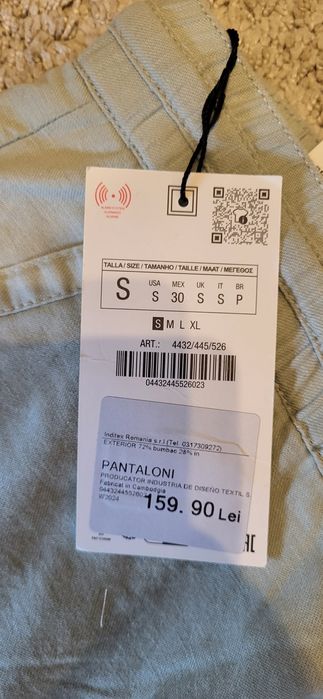 TALLA / SIZE / TAMANHO / TAILLE / MAAT / ΜΕΓΕΘΟΣ
S USA S MEX 30 UK S IT S BR P
S M L XL
ART.: 4432/445/526
04432445526023
Inditex Romania s.r.l(Tel. 0317309272)
EXTERIOR 72% bumbac 28% in
PANTALONI
PRODUCATOR INDUSTRIA DE DISEÑO TEXTIL S.
Fabricat in Cambodgia
W/2024
159. 90 Lei